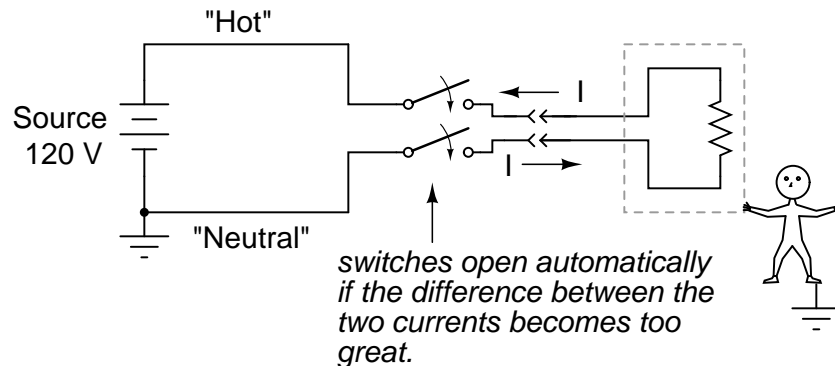 "Hot"
I
Source
120 V
I
"Neutral"
switches open automatically
if the difference between the
two currents becomes too
great.